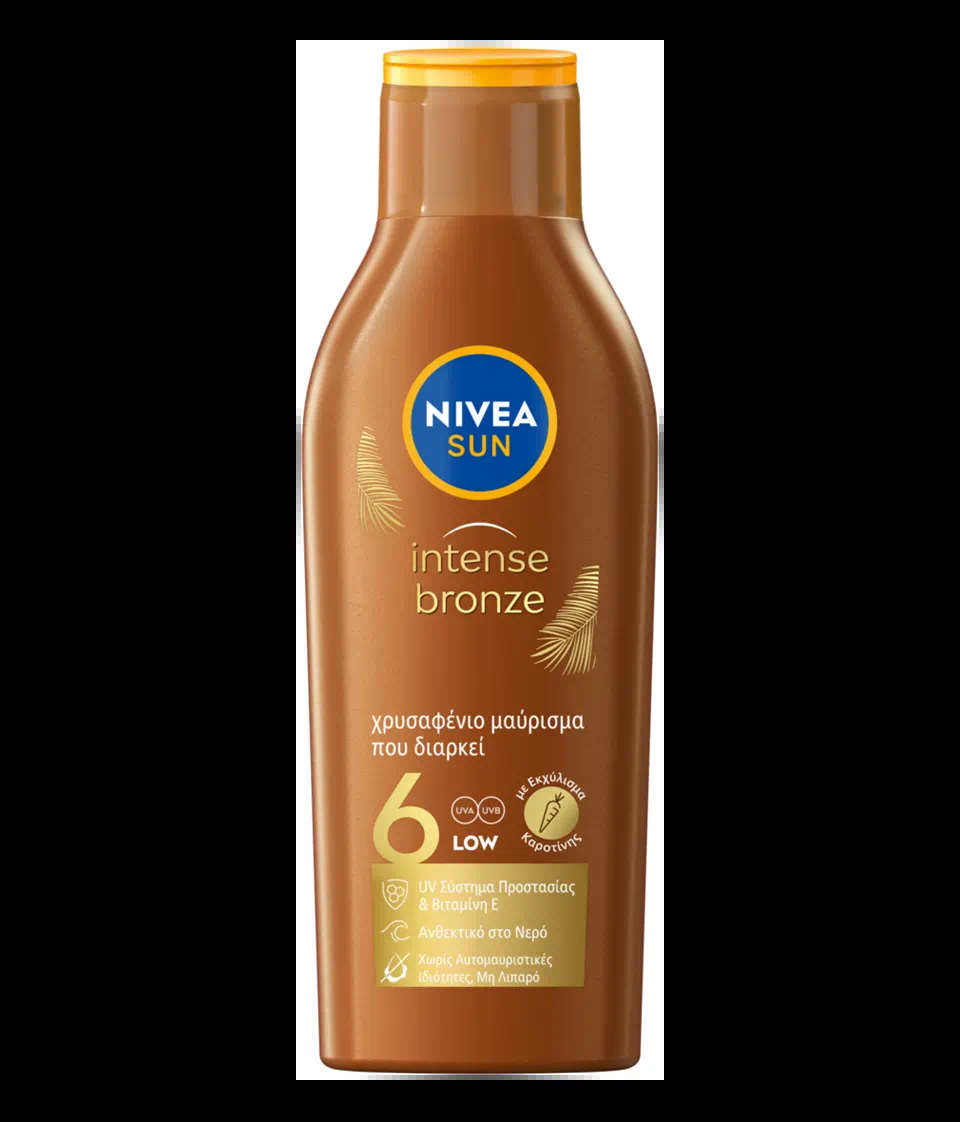 NIVEA
SUN
intense
bronze
χρυσαφένιο μαύρισμα
που διαρκεί
6
UVA UVB
LOW
με Εκχύλισμα
Καροτίνης
UV Σύστημα Προστασίας
& Βιταμίνη Ε
Ανθεκτικό στο Νερό
Χωρίς Αυτομαυριστικές
Ιδιότητες, Μη Λιπαρό